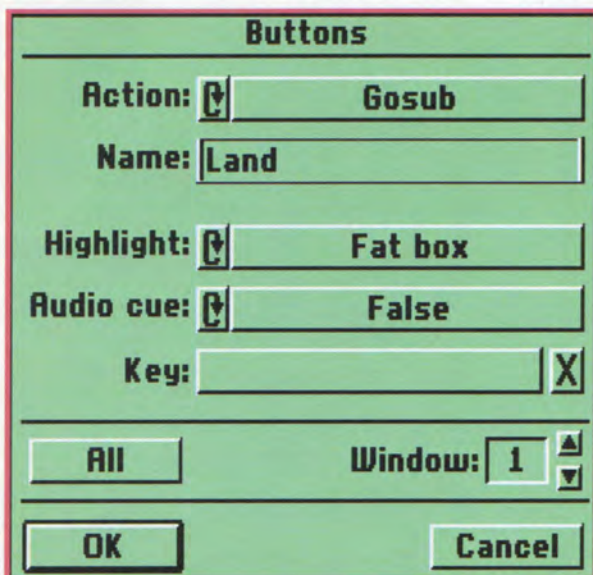 Buttons
Action: Gosub
Name: Land
Highlight: Fat box
Audio cue: False
Key: X
All Window: 1
OK Cancel